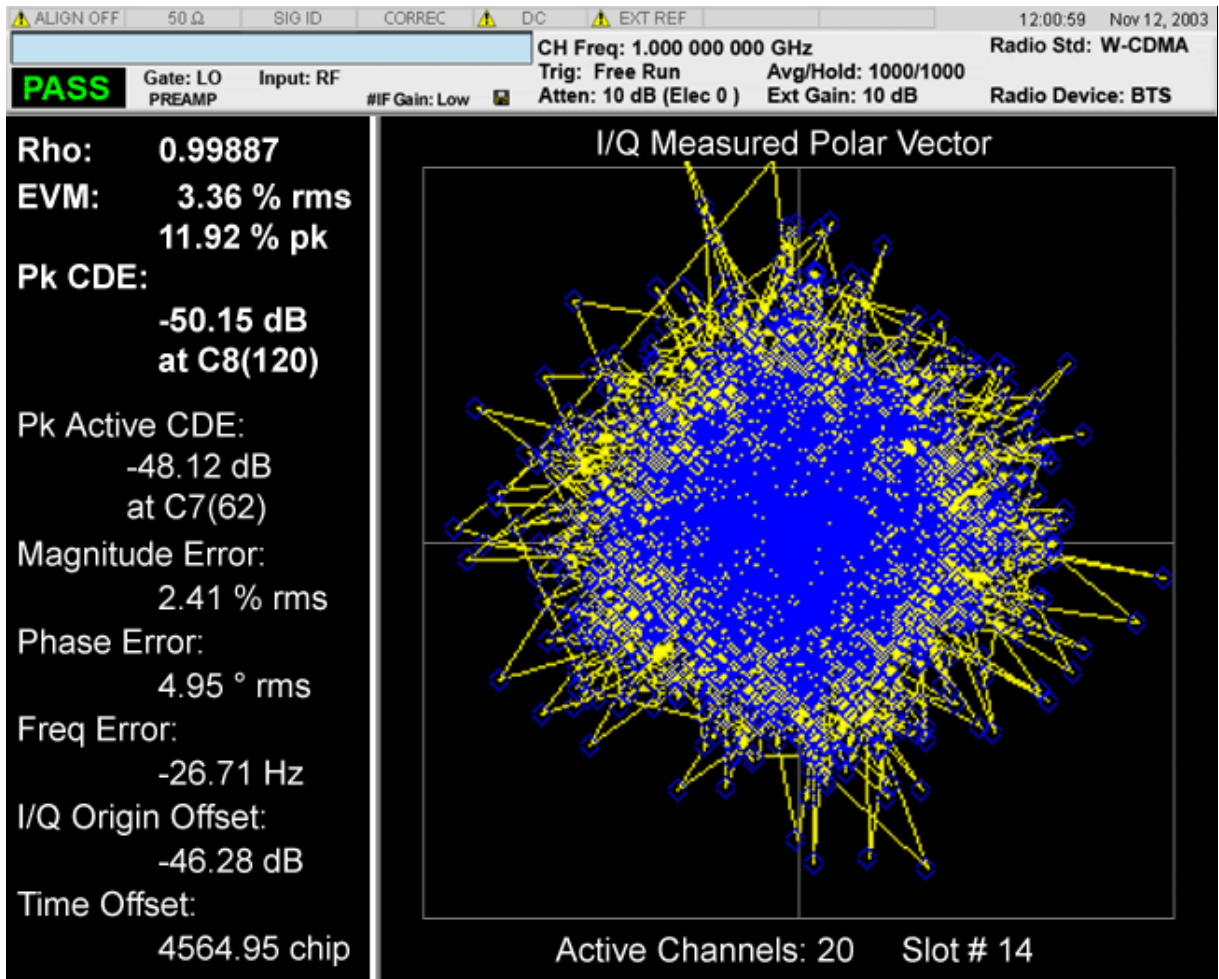 ALIGN OFF 50 Ω SIG ID CORREC DC EXT REF 12:00:59 Nov 12, 2003
CH Freq: 1.000 000 000 GHz Radio Std: W-CDMA
PASS Gate: LO Input: RF Trig: Free Run Avg/Hold: 1000/1000
PREAMP #IF Gain: Low Atten: 10 dB (Elec 0 ) Ext Gain: 10 dB Radio Device: BTS
I/Q Measured Polar Vector
Rho: 0.99887
EVM: 3.36 % rms
11.92 % pk
Pk CDE:
-50.15 dB
at C8(120)
Pk Active CDE:
-48.12 dB
at C7(62)
Magnitude Error:
2.41 % rms
Phase Error:
4.95 ° rms
Freq Error:
-26.71 Hz
I/Q Origin Offset:
-46.28 dB
Time Offset:
4564.95 chip
Active Channels: 20 Slot # 14